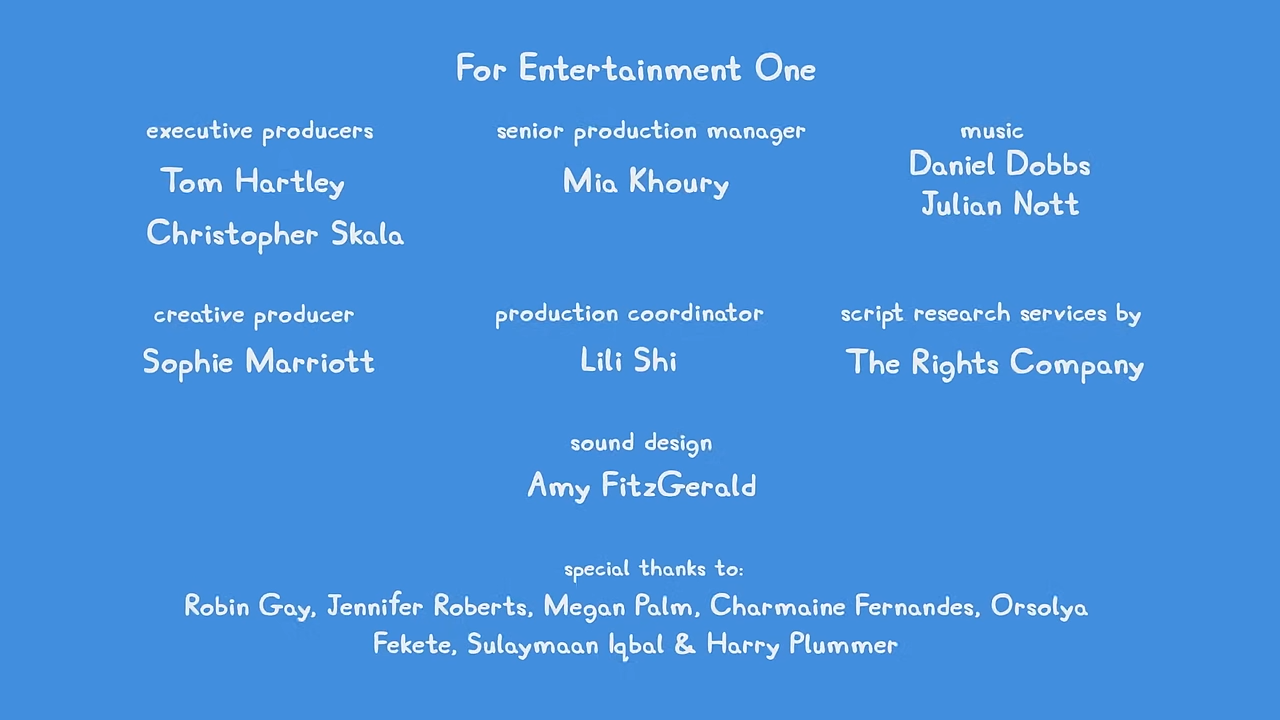 For Entertainment One
executive producers
Tom Hartley
Christopher Skala
senior production manager
Mia Khoury
music
Daniel Dobbs
Julian Nott
creative producer
Sophie Marriott
production coordinator
Lili Shi
script research services by
The Rights Company
sound design
Amy FitzGerald
special thanks to:
Robin Gay, Jennifer Roberts, Megan Palm, Charmaine Fernandes, Orsolya
Fekete, Sulaymaan Iqbal & Harry Plummer